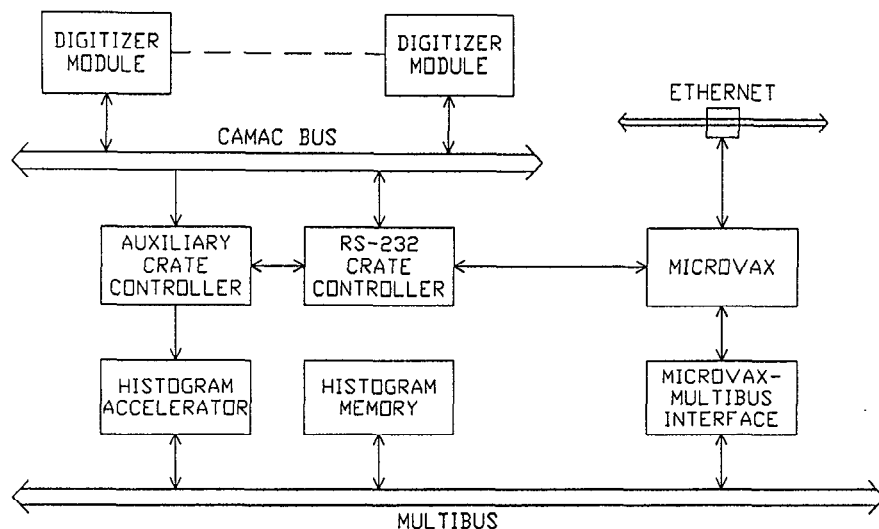 DIGITIZER
MODULE
DIGITIZER
MODULE
ETHERNET
CAMAC BUS
AUXILIARY
CRATE
CONTROLLER
RS-232
CRATE
CONTROLLER
MICROVAX
HISTOGRAM
ACCELERATOR
HISTOGRAM
MEMORY
MICROVAX-
MULTIBUS
INTERFACE
MULTIBUS